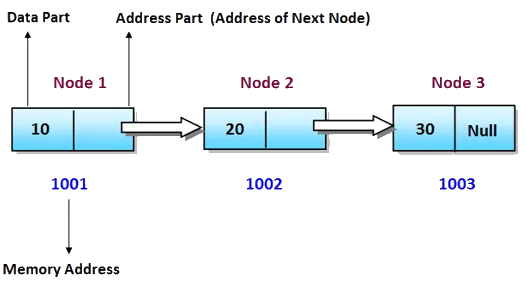 Data Part
Address Part (Address of Next Node)
Node 1
Node 2
Node 3
10
20
30
Null
1001
1002
1003
Memory Address